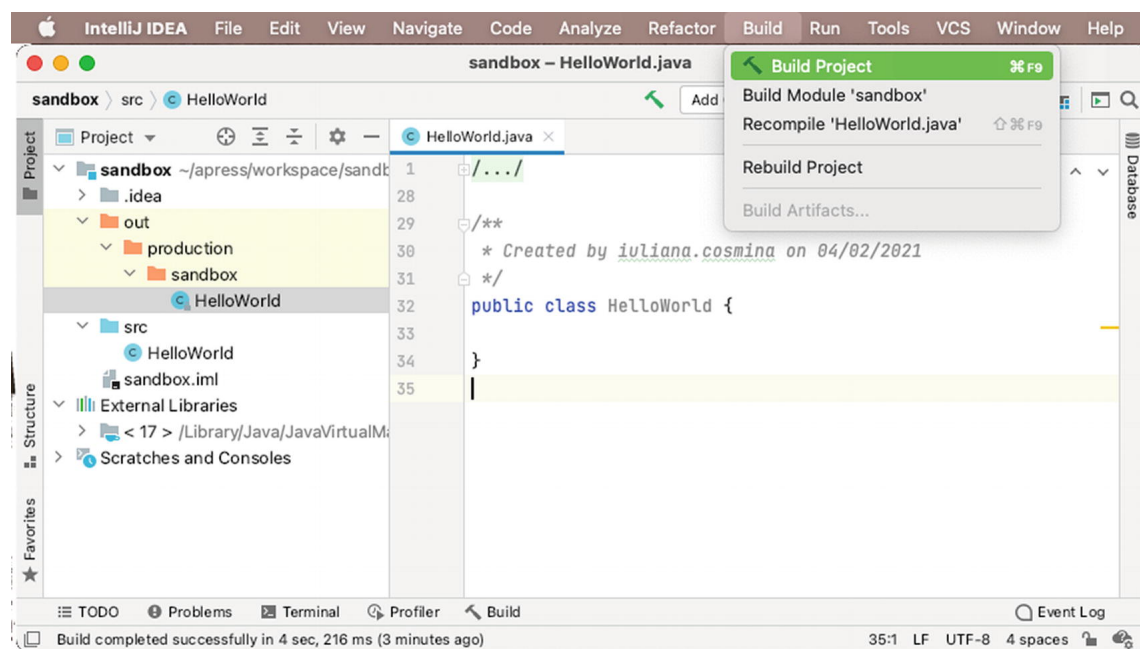 IntelliJ IDEA File Edit View Navigate Code Analyze Refactor Build Run Tools VCS Window Help
sandbox – HelloWorld.java
Build Project ⌘F9
Build Module 'sandbox'
Recompile 'HelloWorld.java' ⇧⌘F9
Rebuild Project
Build Artifacts...
sandbox 〉 src 〉 HelloWorld
Add
Project
HelloWorld.java
sandbox ~/apress/workspace/sandb
.idea
out
production
sandbox
HelloWorld
src
HelloWorld
sandbox.iml
External Libraries
< 17 > /Library/Java/JavaVirtualMa
Scratches and Consoles
1 /.../
28
29 /**
30 * Created by iuliana.cosmina on 04/02/2021
31 */
32 public class HelloWorld {
33
34 }
35
Project
Structure
Favorites
Database
TODO Problems Terminal Profiler Build Event Log
Build completed successfully in 4 sec, 216 ms (3 minutes ago) 35:1 LF UTF-8 4 spaces